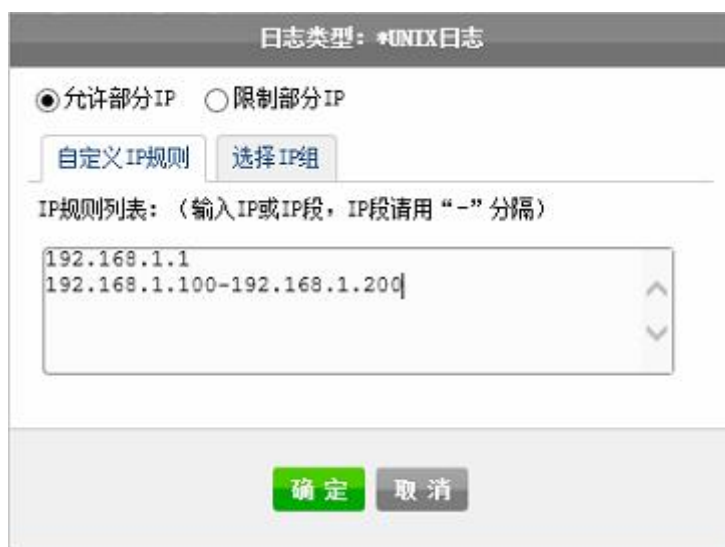 日志类型：*UNIX日志
允许部分IP 限制部分IP
自定义IP规则 选择IP组
IP规则列表：（输入IP或IP段，IP段请用“-”分隔）
192.168.1.1
192.168.1.100-192.168.1.200
确定 取消